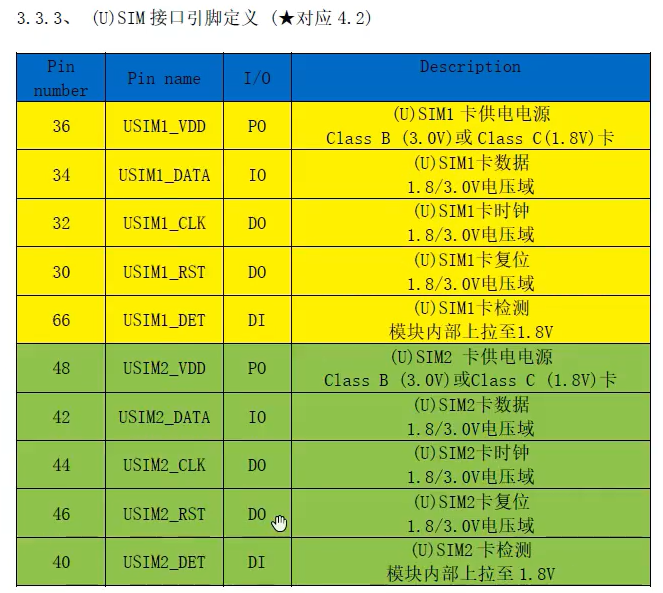 3.3.3、 (U)SIM 接口引脚定义 (★对应 4.2)
Pin number Pin name I/O Description
36 USIM1_VDD PO (U)SIM1 卡供电电源
Class B (3.0V)或 Class C(1.8V)卡
34 USIM1_DATA IO (U)SIM1卡数据
1.8/3.0V电压域
32 USIM1_CLK DO (U)SIM1卡时钟
1.8/3.0V电压域
30 USIM1_RST DO (U)SIM1卡复位
1.8/3.0V电压域
66 USIM1_DET DI (U)SIM1卡检测
模块内部上拉至1.8V
48 USIM2_VDD PO (U)SIM2 卡供电电源
Class B (3.0V)或Class C (1.8V)卡
42 USIM2_DATA IO (U)SIM2卡数据
1.8/3.0V电压域
44 USIM2_CLK DO (U)SIM2卡时钟
1.8/3.0V电压域
46 USIM2_RST DO (U)SIM2卡复位
1.8/3.0V电压域
40 USIM2_DET DI (U)SIM2 卡检测
模块内部上拉至 1.8V